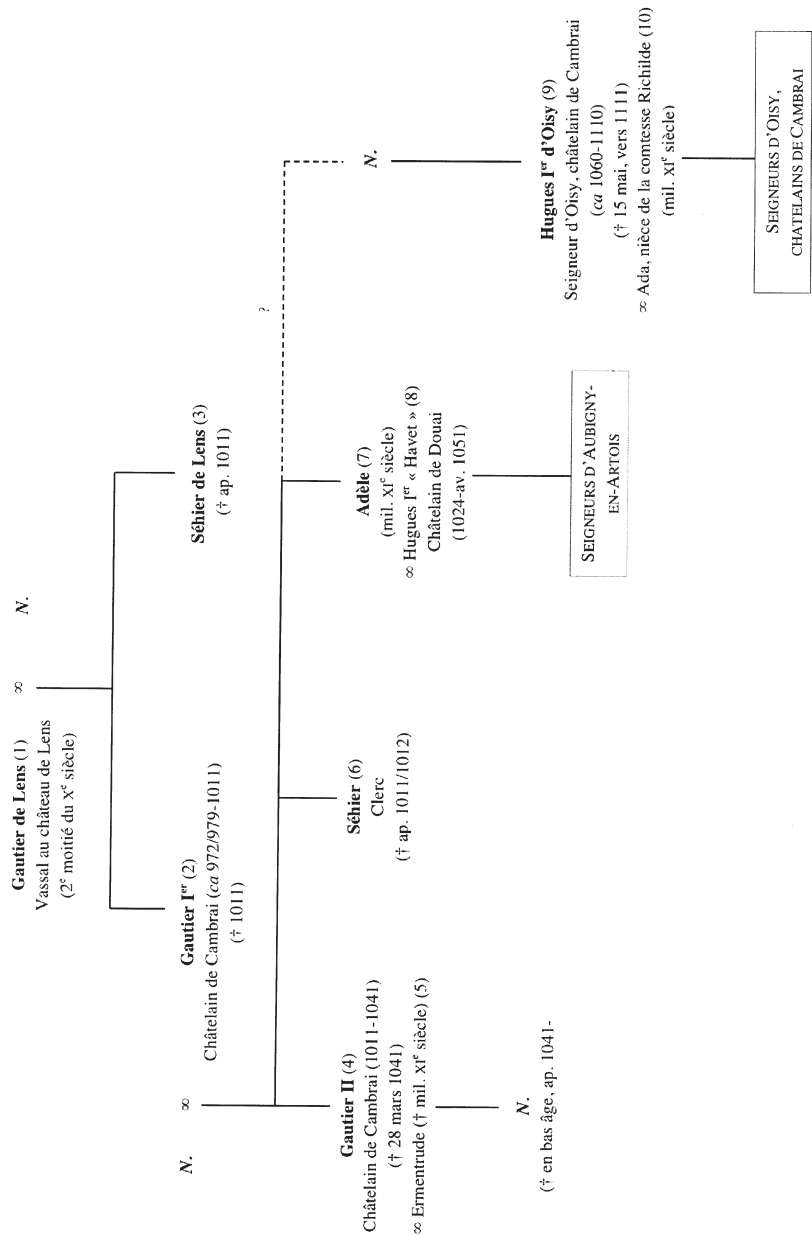 Gautier de Lens (1)
Vassal au château de Lens
(2e moitié du Xe siècle)
∞
N.
Gautier Ier (2)
Châtelain de Cambrai (ca 972/979-1011)
(† 1011)
Séhier de Lens (3)
(† ap. 1011)
N.
∞
?
Gautier II (4)
Châtelain de Cambrai (1011-1041)
(† 28 mars 1041)
∞ Ermentrude († mil. XIe siècle) (5)
Séhier (6)
Clerc
(† ap. 1011/1012)
Adèle (7)
(mil. XIe siècle)
∞ Hugues Ier « Havet » (8)
Châtelain de Douai
(1024-av. 1051)
N.
N.
(† en bas âge, ap. 1041-
SEIGNEURS D'AUBIGNY-
EN-ARTOIS
Hugues Ier d'Oisy (9)
Seigneur d'Oisy, châtelain de Cambrai
(ca 1060-1110)
(† 15 mai, vers 1111)
∞ Ada, nièce de la comtesse Richilde (10)
(mil. XIe siècle)
SEIGNEURS D'OISY,
CHATELAINS DE CAMBRAI